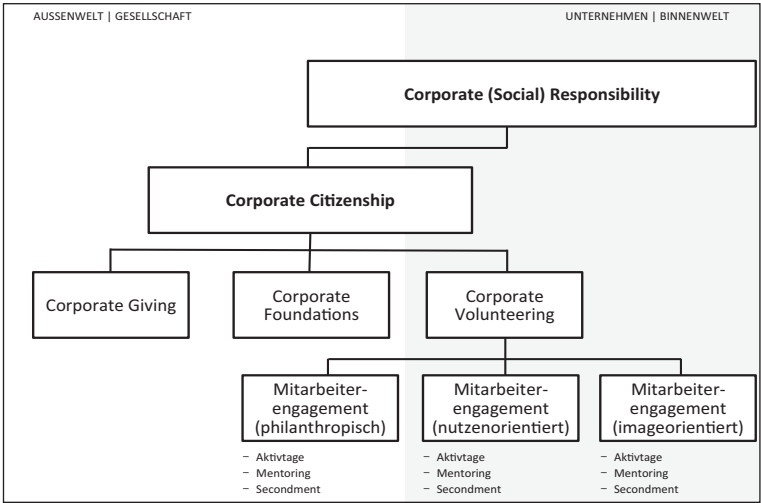 AUSSENWELT | GESELLSCHAFT
UNTERNEHMEN | BINNENWELT
Corporate (Social) Responsibility
Corporate Citizenship
Corporate Giving
Corporate
Foundations
Corporate
Volunteering
Mitarbeiter-
engagement
(philanthropisch)
– Aktivtage
– Mentoring
– Secondment
Mitarbeiter-
engagement
(nutzenorientiert)
– Aktivtage
– Mentoring
– Secondment
Mitarbeiter-
engagement
(imageorientiert)
– Aktivtage
– Mentoring
– Secondment